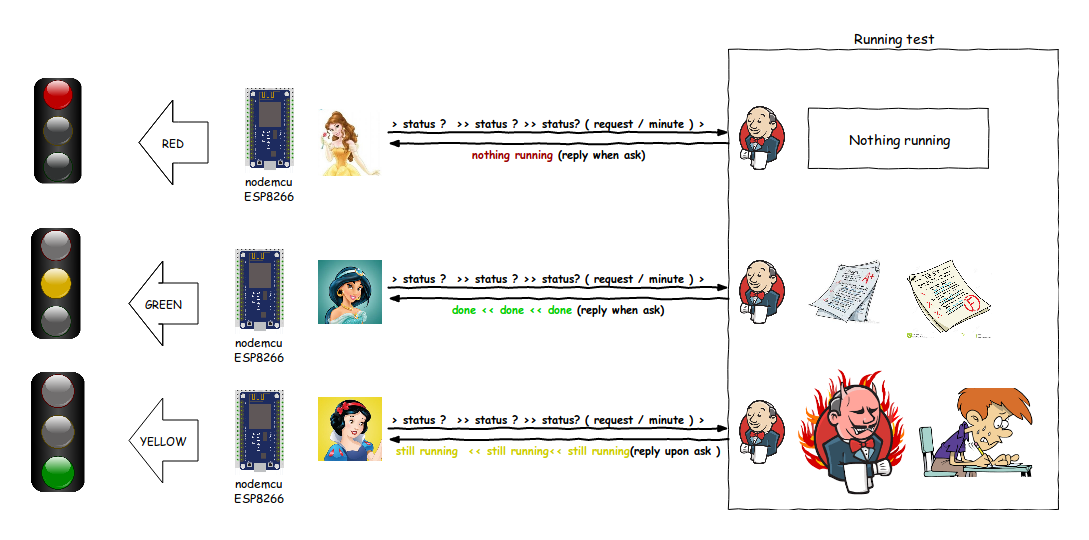 Running test
> status ?  >> status ? >> status? ( request / minute ) >
RED
nothing running (reply when ask)
Nothing running
nodemcu
ESP8266
> status ?  >> status ? >> status? ( request / minute ) >
GREEN
done << done << done (reply when ask)
A+
F
nodemcu
ESP8266
> status ?  >> status ? >> status? ( request / minute ) >
YELLOW
still running  << still running<< still running(reply upon ask )
nodemcu
ESP8266